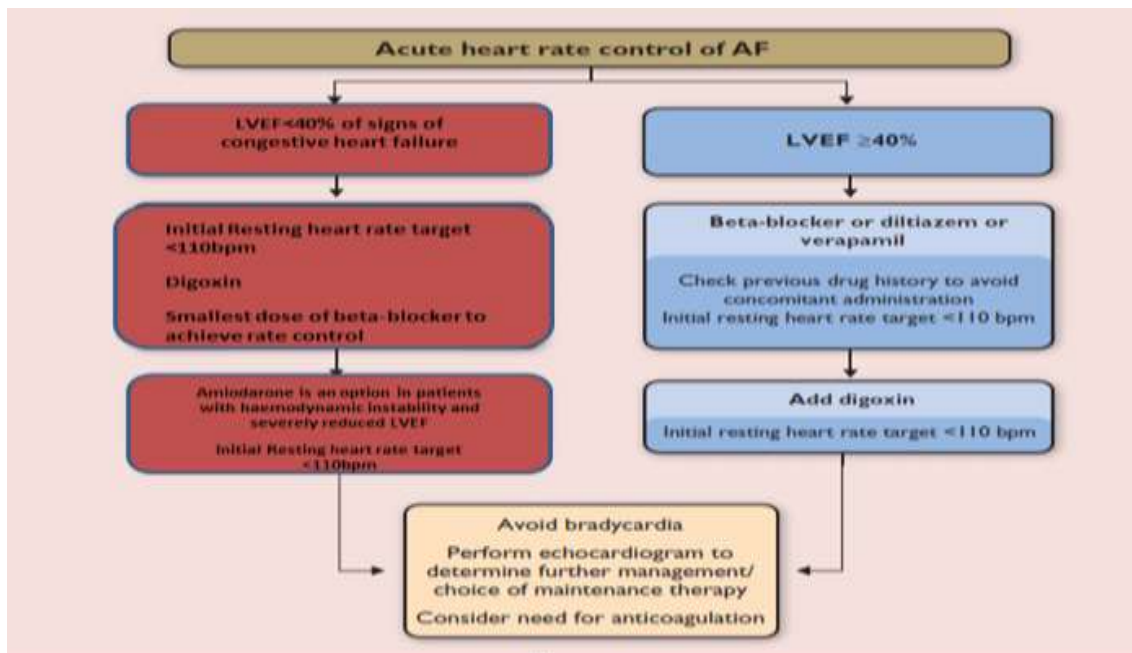 Acute heart rate control of AF
LVEF<40% of signs of
congestive heart failure
Initial Resting heart rate target
<110bpm
Digoxin
Smallest dose of beta-blocker to
achieve rate control
Amiodarone is an option in patients
with haemodynamic instability and
severely reduced LVEF
Initial Resting heart rate target
<110bpm
LVEF ≥40%
Beta-blocker or diltiazem or
verapamil
Check previous drug history to avoid
concomitant administration
Initial resting heart rate target <110 bpm
Add digoxin
Initial resting heart rate target <110 bpm
Avoid bradycardia
Perform echocardiogram to
determine further management/
choice of maintenance therapy
Consider need for anticoagulation